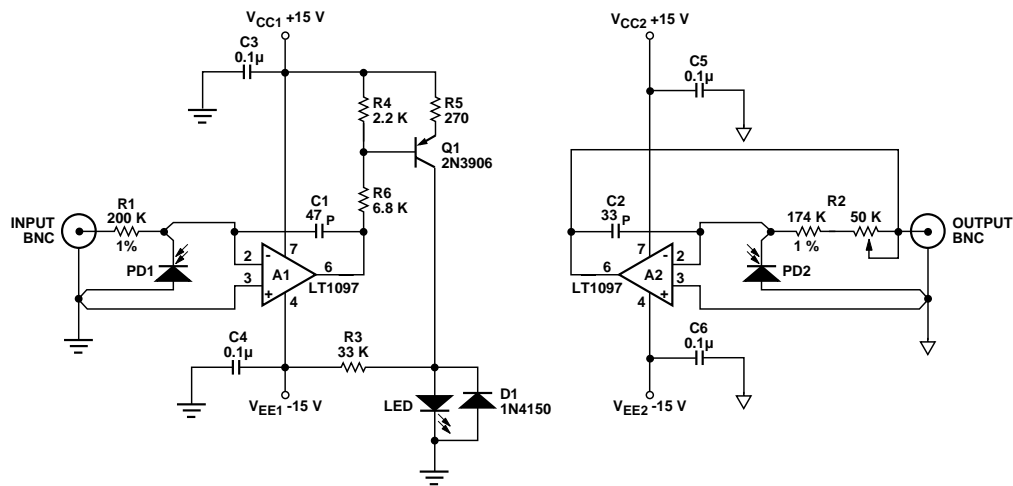 VCC1 +15 V
C3
0.1µ
R4
2.2 K
R5
270
Q1
2N3906
R6
6.8 K
C1
47 P
INPUT
BNC
R1
200 K
1%
PD1
2
-
7
A1
6
3
+
4
LT1097
C4
0.1µ
R3
33 K
VEE1 -15 V
LED
D1
1N4150
VCC2 +15 V
C5
0.1µ
C2
33 P
R2
174 K
50 K
1 %
OUTPUT
BNC
7
-
2
6
A2
3
+
4
LT1097
PD2
C6
0.1µ
VEE2 -15 V